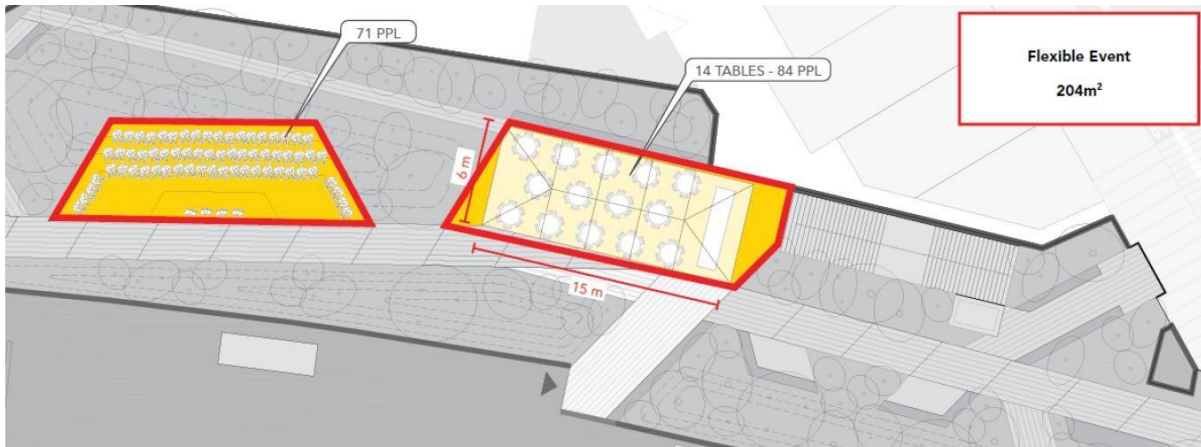 71 PPL
14 TABLES - 84 PPL
Flexible Event
204m²
6 m
15 m